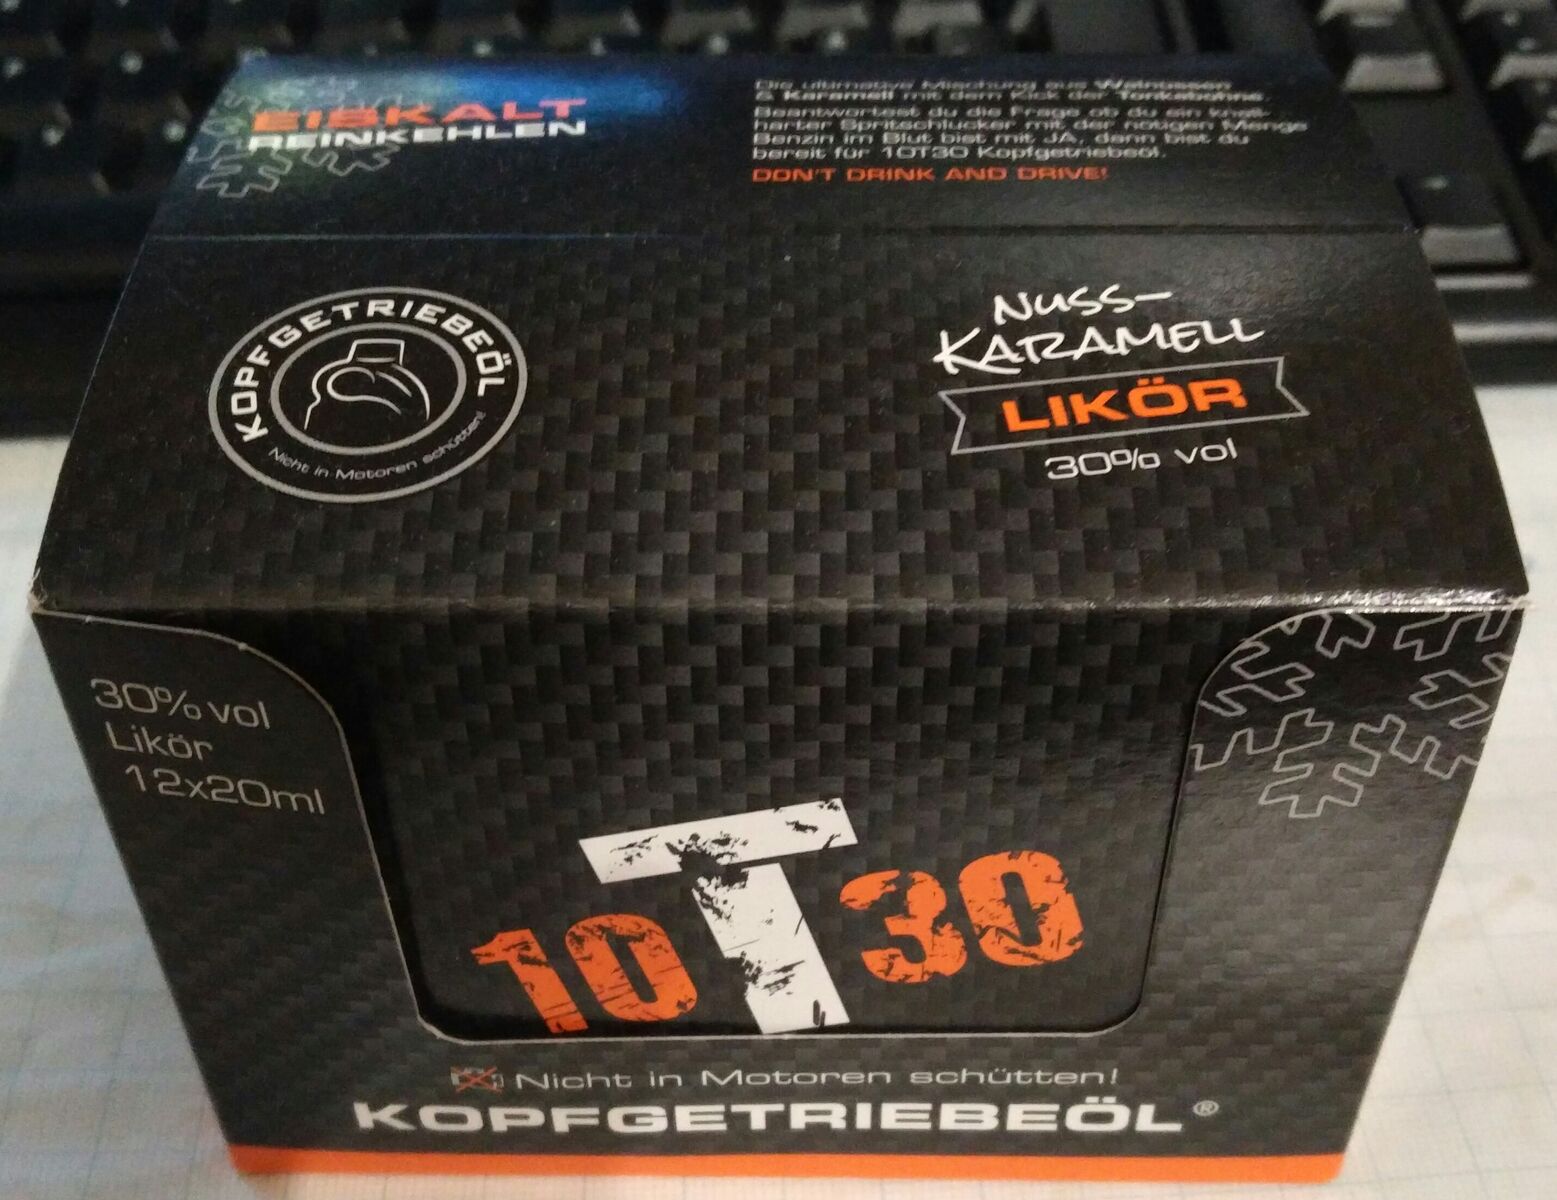 EISKALT
REINKEHLEN
Die ultimative Mischung aus Walnüssen
& Karamell mit dem Kick der Tonkabohne
Beantwortest du die Frage ob du ein knall-
harter Spritschlucker mit der nötigen Menge
Benzin im Blut bist mit JA, dann bist du
bereit für 10T30 Kopfgetriebeöl.
DON'T DRINK AND DRIVE!
KOPFGETRIEBEÖL
Nicht in Motoren schütten!
NUSS-
KARAMELL
LIKÖR
30% vol
30% vol
Likör
12x20ml
10T30
Nicht in Motoren schütten!
KOPFGETRIEBEÖL®